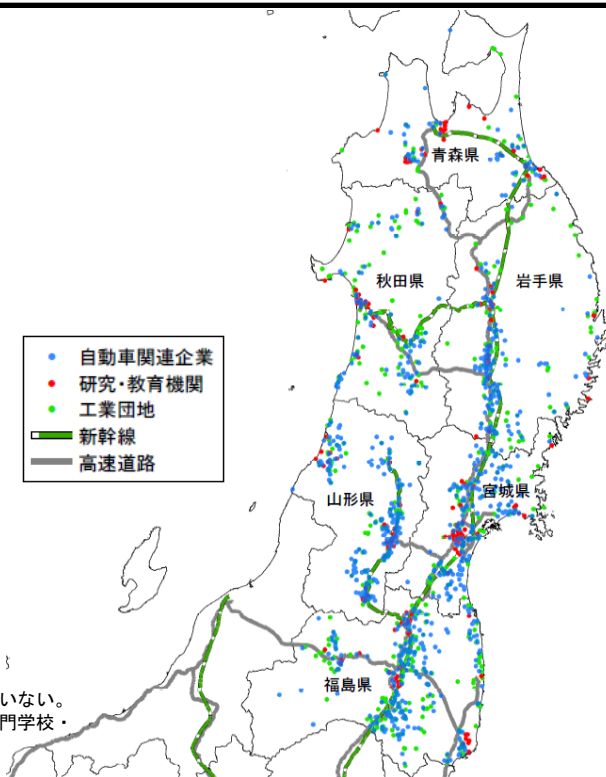 青森県
秋田県
岩手県
自動車関連企業
研究・教育機関
工業団地
新幹線
高速道路
山形県
宮城県
福島県
いない。
門学校・